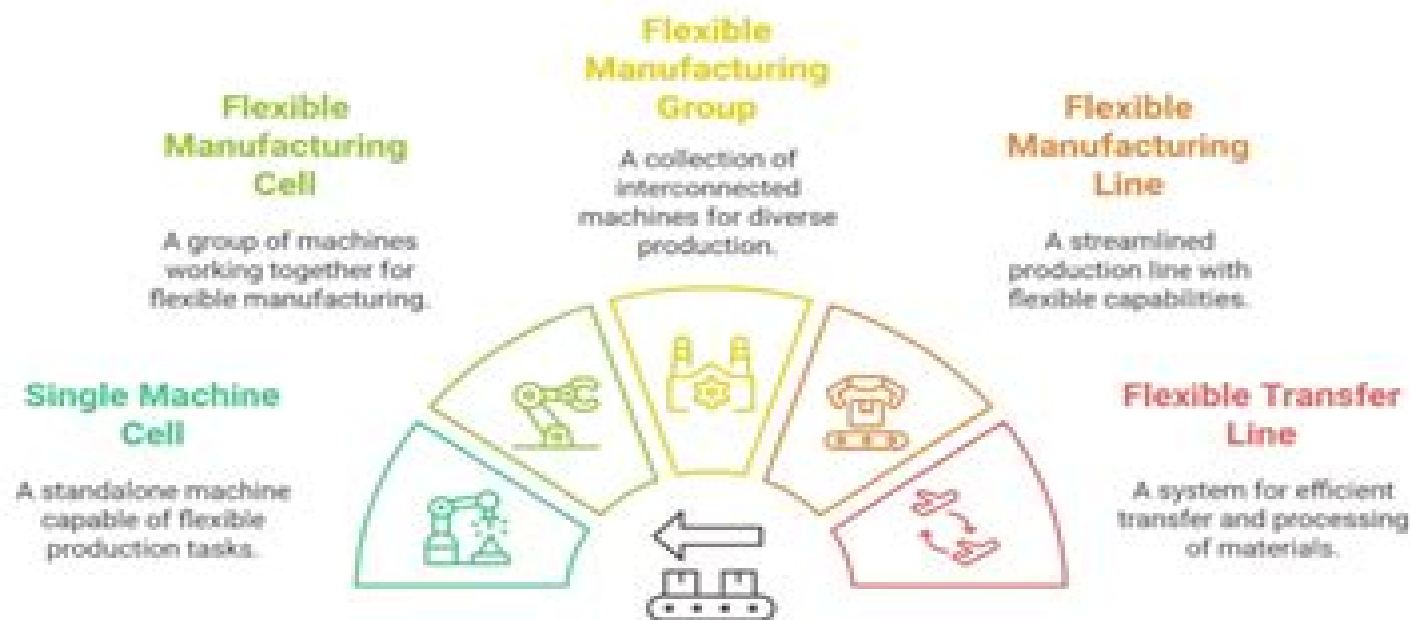 Single Machine
Cell
A standalone machine
capable of flexible
production tasks.
Flexible
Manufacturing
Cell
A group of machines
working together for
flexible manufacturing.
Flexible
Manufacturing
Group
A collection of
interconnected
machines for diverse
production.
Flexible
Manufacturing
Line
A streamlined
production line with
flexible capabilities.
Flexible Transfer
Line
A system for efficient
transfer and processing
of materials.